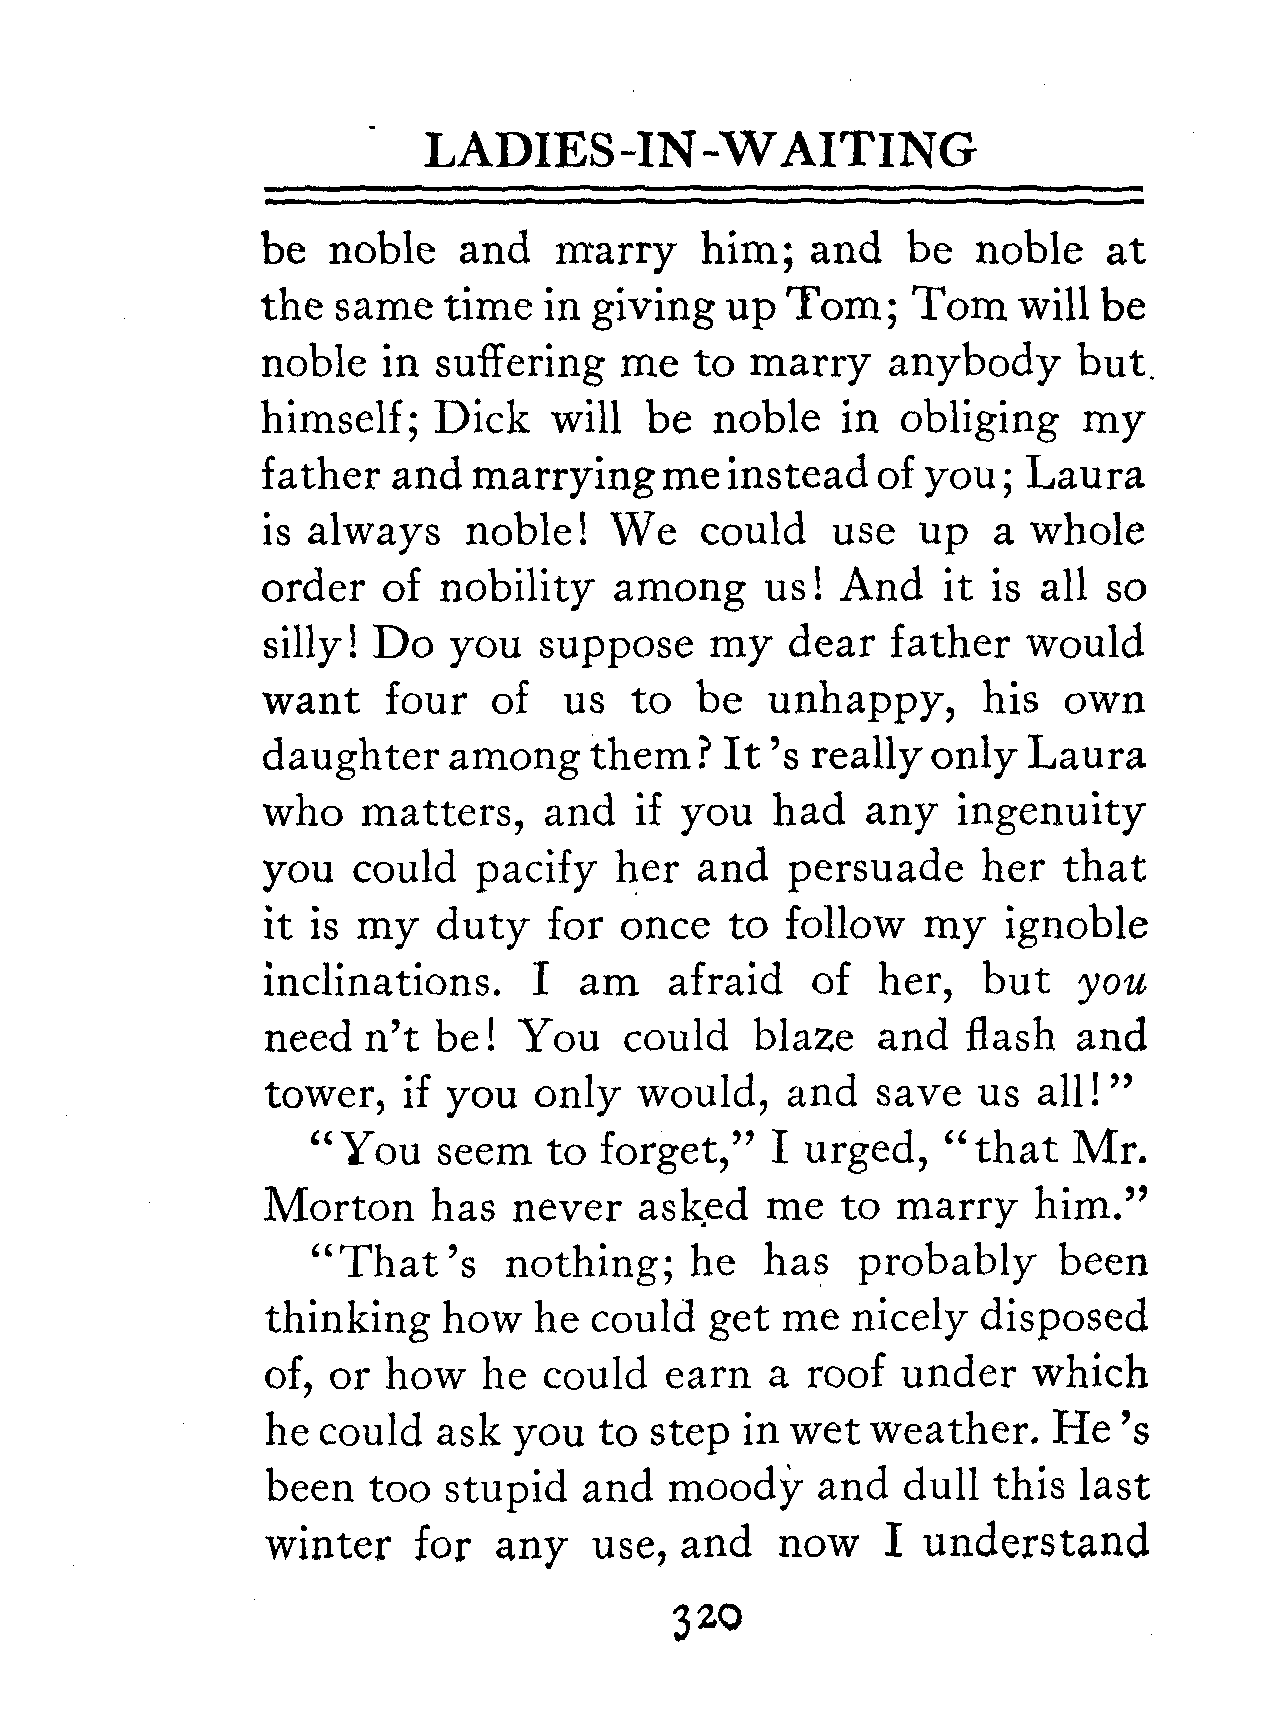 LADIES-IN-WAITING
be noble and marry him; and be noble at
the same time in giving up Tom; Tom will be
noble in suffering me to marry anybody but
himself; Dick will be noble in obliging my
father and marrying me instead of you; Laura
is always noble! We could use up a whole
order of nobility among us! And it is all so
silly! Do you suppose my dear father would
want four of us to be unhappy, his own
daughter among them? It 's really only Laura
who matters, and if you had any ingenuity
you could pacify her and persuade her that
it is my duty for once to follow my ignoble
inclinations. I am afraid of her, but you
need n't be! You could blaze and flash and
tower, if you only would, and save us all!"
"You seem to forget," I urged, "that Mr.
Morton has never asked me to marry him."
"That 's nothing; he has probably been
thinking how he could get me nicely disposed
of, or how he could earn a roof under which
he could ask you to step in wet weather. He 's
been too stupid and moody and dull this last
winter for any use, and now I understand
320